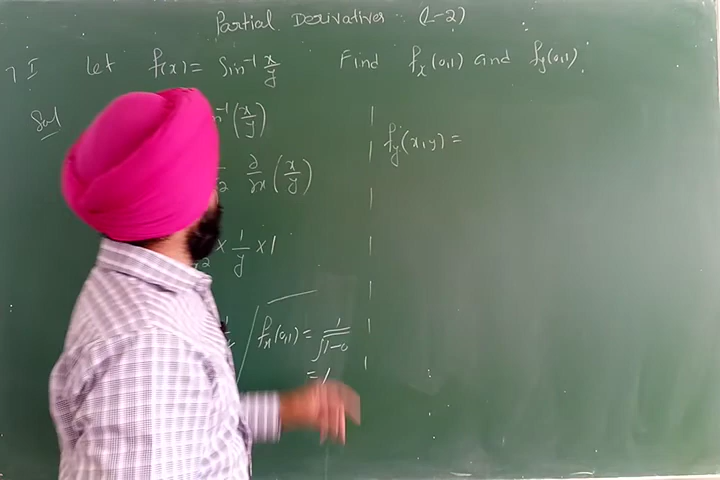 Partial Derivatives (L-2)
Let f(x) = Sin⁻¹ x/y Find fx(0,1) and fy(0,1).
Sol
(x/y)
∂/∂x (x/y)
× 1/y × 1
fx(0,1) = 1/√1-0
= 1
fy(x,y) =